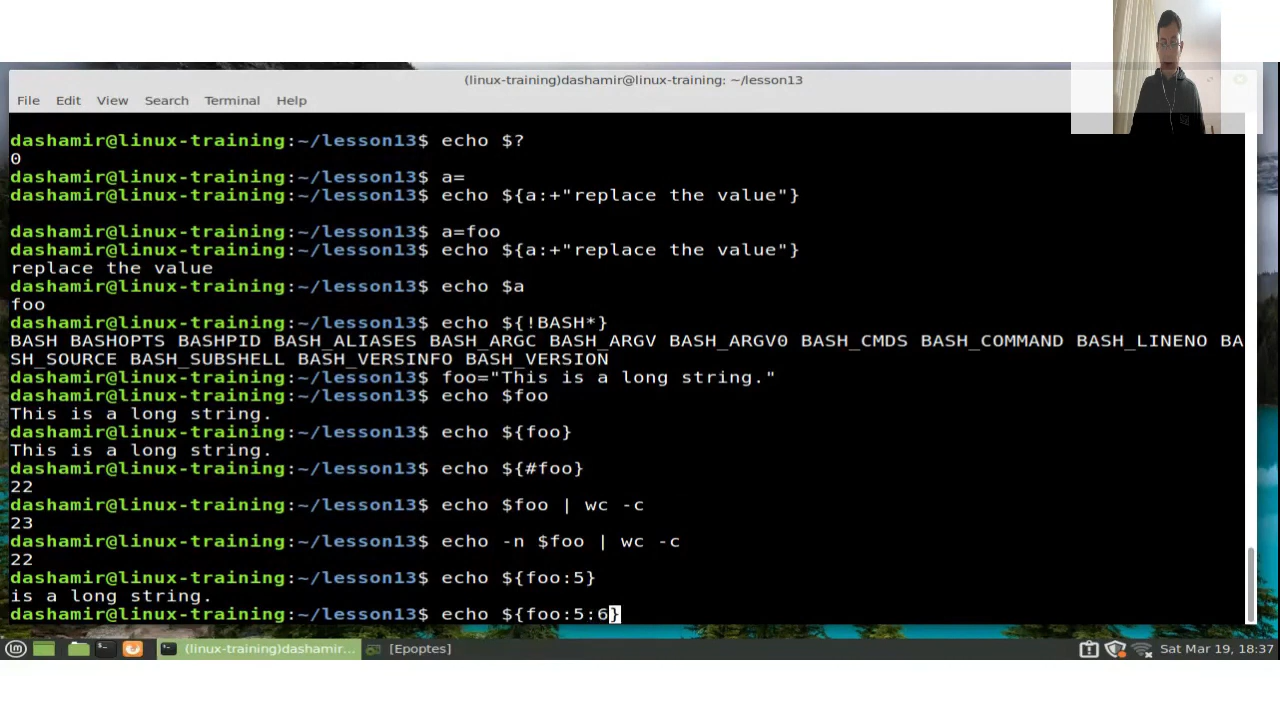 (linux-training)dashamir@linux-training: ~/lesson13
File Edit View Search Terminal Help
dashamir@linux-training:~/lesson13$ echo $?
0
dashamir@linux-training:~/lesson13$ a=
dashamir@linux-training:~/lesson13$ echo ${a:+"replace the value"}
dashamir@linux-training:~/lesson13$ a=foo
dashamir@linux-training:~/lesson13$ echo ${a:+"replace the value"}
replace the value
dashamir@linux-training:~/lesson13$ echo $a
foo
dashamir@linux-training:~/lesson13$ echo ${!BASH*}
BASH BASHOPTS BASHPID BASH_ALIASES BASH_ARGC BASH_ARGV BASH_ARGV0 BASH_CMDS BASH_COMMAND BASH_LINENO BA
SH_SOURCE BASH_SUBSHELL BASH_VERSINFO BASH_VERSION
dashamir@linux-training:~/lesson13$ foo="This is a long string."
dashamir@linux-training:~/lesson13$ echo $foo
This is a long string.
dashamir@linux-training:~/lesson13$ echo ${foo}
This is a long string.
dashamir@linux-training:~/lesson13$ echo ${#foo}
22
dashamir@linux-training:~/lesson13$ echo $foo | wc -c
23
dashamir@linux-training:~/lesson13$ echo -n $foo | wc -c
22
dashamir@linux-training:~/lesson13$ echo ${foo:5}
is a long string.
dashamir@linux-training:~/lesson13$ echo ${foo:5:6}
(linux-training)dashamir... [Epoptes] Sat Mar 19, 18:37